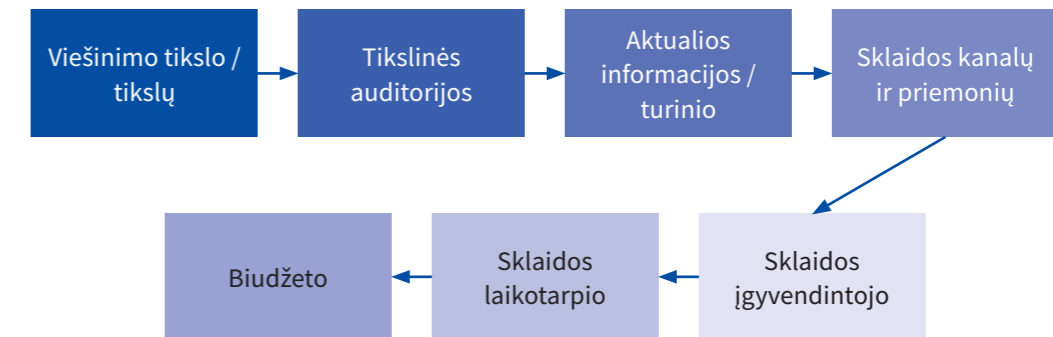 Viešinimo tikslo /
tikslų
Tikslinės
auditorijos
Aktualios
informacijos /
turinio
Sklaidos kanalų
ir priemonių
Sklaidos
įgyvendintojo
Sklaidos
laikotarpio
Biudžeto